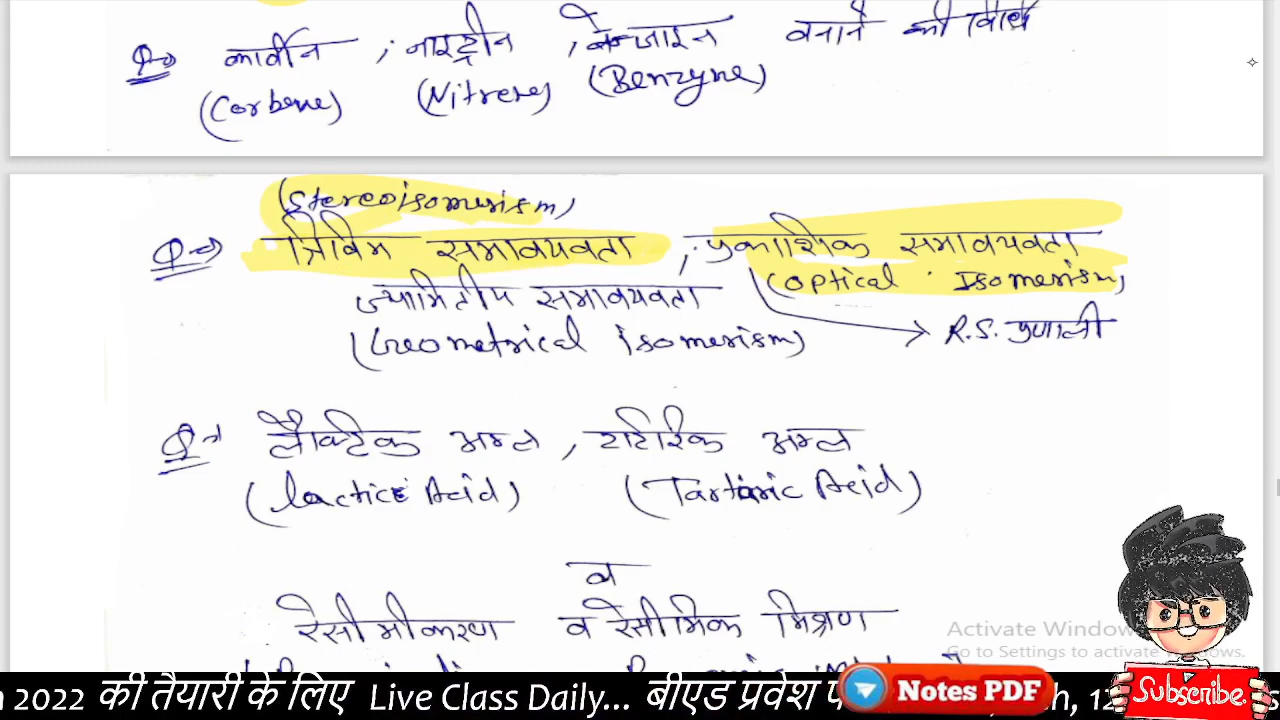 Q→ कार्बीन ; नाइट्रीन , बेन्जाइन बनाने की विधि
(Carbene) (Nitrene) (Benzyne)
(Stereoisomerism)
Q→ त्रिविम समावयवता ; प्रकाशिक समावयवता
(Optical Isomerism)
ज्यामितीय समावयवता
(Geometrical isomerism) → R.S. प्रणाली
Q→ लैक्टिक अम्ल , टार्टरिक अम्ल
(Lactic Acid) (Tartaric Acid)
व
रेसीमीकरण व रेसीमिक मिश्रण
Activate Windows
Go to Settings to activate Windows.
2022 की तैयारी के लिए Live Class Daily... बीएड प्रवेश
Notes PDF
Subscribe